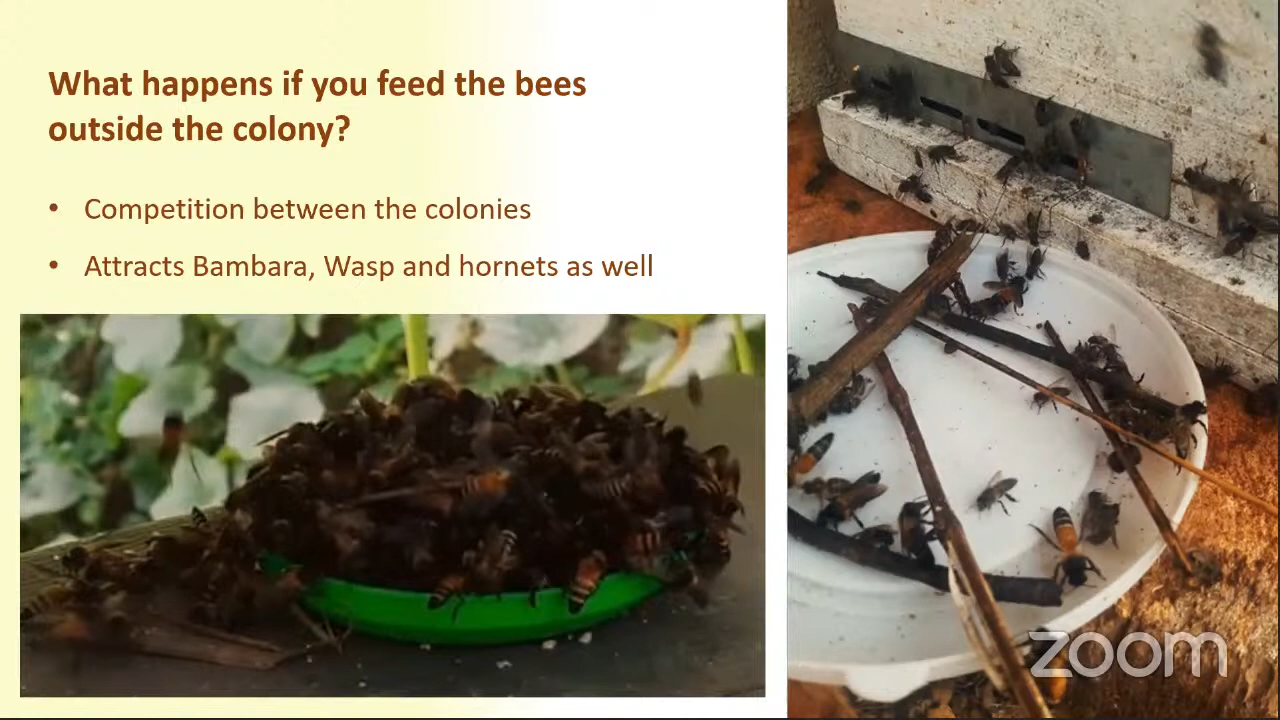 What happens if you feed the bees
outside the colony?
• Competition between the colonies
• Attracts Bambara, Wasp and hornets as well
zoom